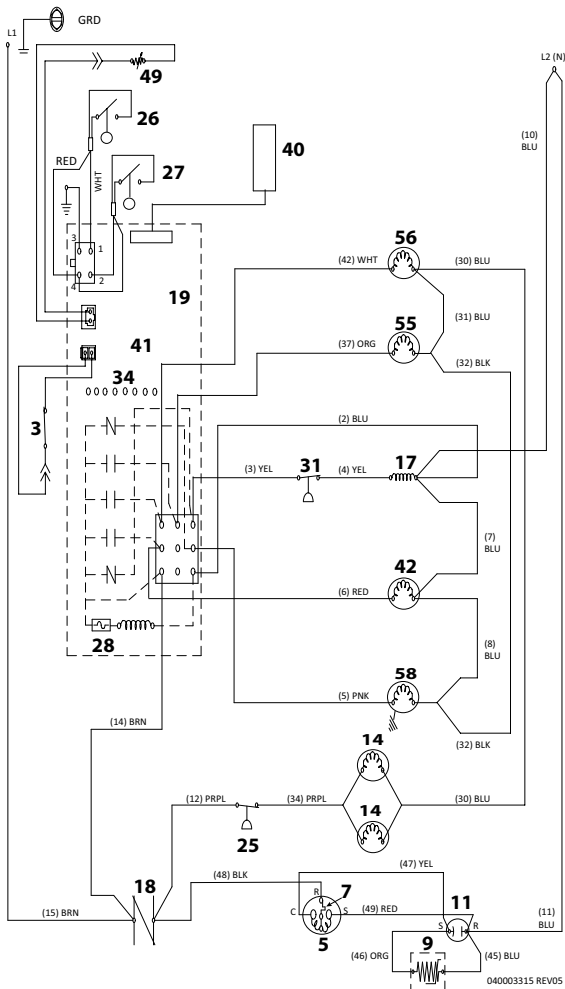 GRD
L1
49
L2 (N)
26
(10)
BLU
40
RED
WHT
27
3
1
4
2
56
(42) WHT
(30) BLU
19
(31) BLU
55
(37) ORG
(32) BLK
41
34
(2) BLU
3
(3) YEL
31
(4) YEL
17
(7)
BLU
42
(6) RED
28
(8)
BLU
58
(5) PNK
(14) BRN
(32) BLK
14
(12) PRPL
(34) PRPL
14
(30) BLU
25
(47) YEL
(48) BLK
18
R
7
11
C
S
(49) RED
(15) BRN
5
S
R
(11)
BLU
(46) ORG
9
(45) BLU
040003315 REV05